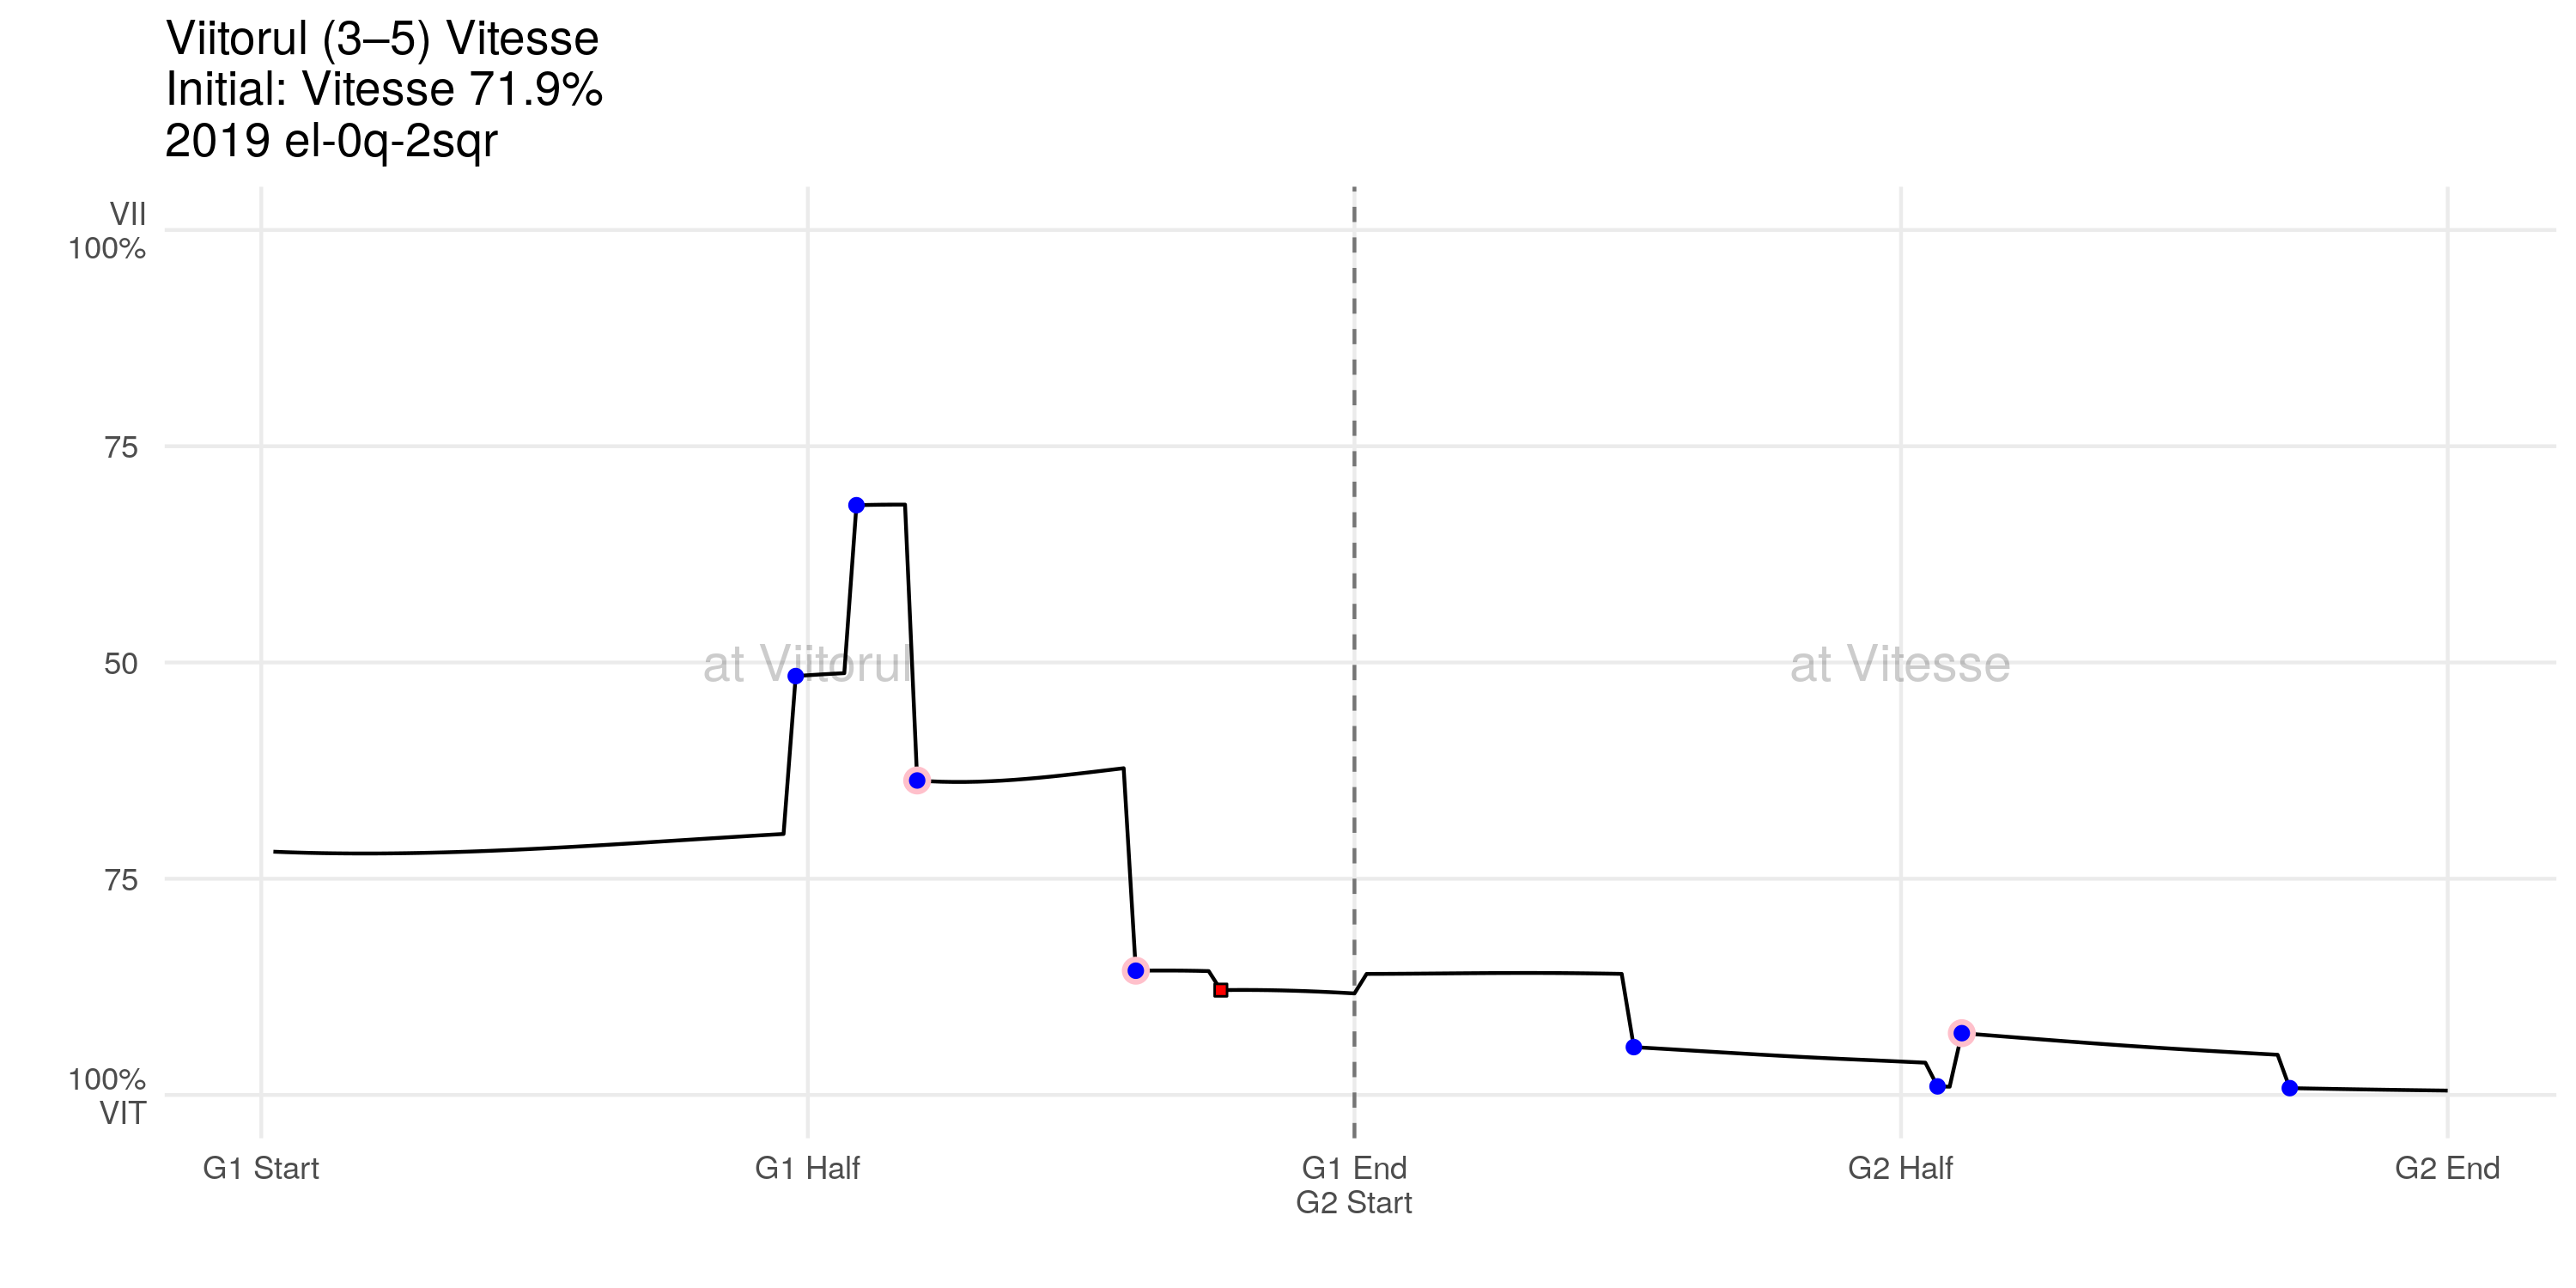 Viitorul (3–5) Vitesse
Initial: Vitesse 71.9%
2019 el-0q-2sqr
VII
100%
75
50
75
100%
VIT
at Viitorul
at Vitesse
G1 Start
G1 Half
G1 End
G2 Start
G2 Half
G2 End